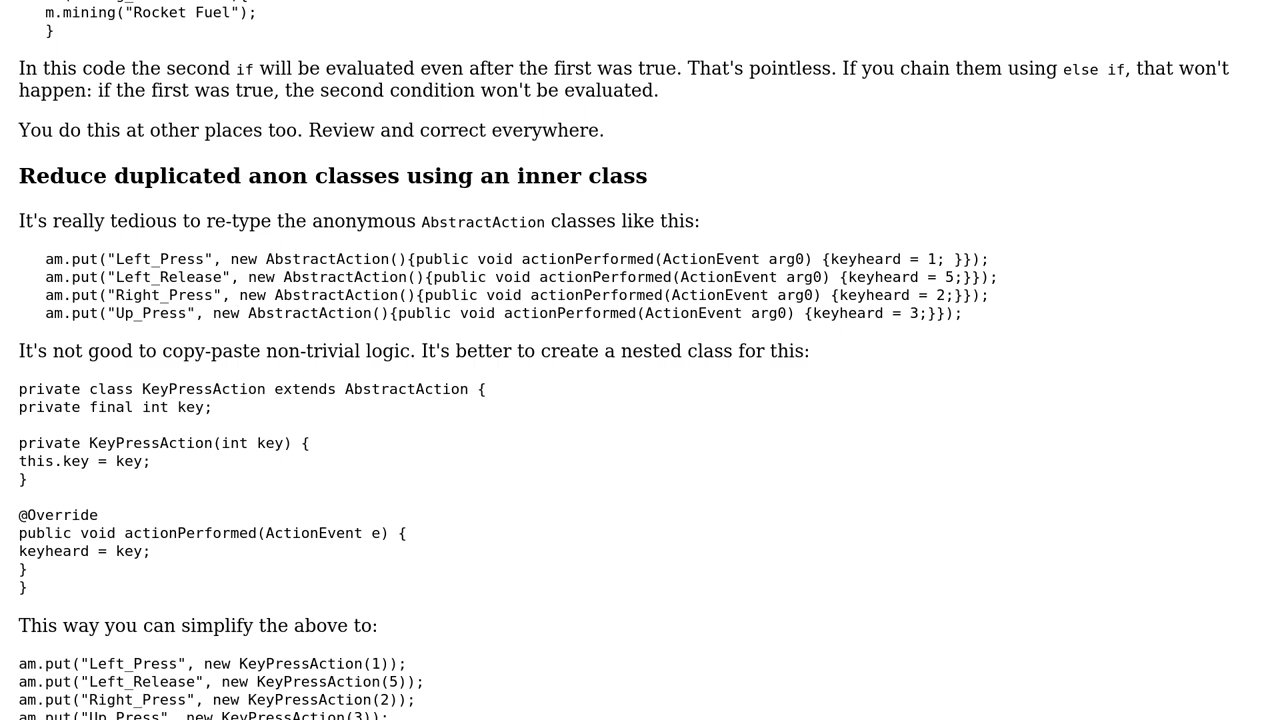 m.mining("Rocket Fuel");
}
In this code the second if will be evaluated even after the first was true. That's pointless. If you chain them using else if, that won't
happen: if the first was true, the second condition won't be evaluated.
You do this at other places too. Review and correct everywhere.
Reduce duplicated anon classes using an inner class
It's really tedious to re-type the anonymous AbstractAction classes like this:
am.put("Left_Press", new AbstractAction(){public void actionPerformed(ActionEvent arg0) {keyheard = 1; }});
am.put("Left_Release", new AbstractAction(){public void actionPerformed(ActionEvent arg0) {keyheard = 5;}});
am.put("Right_Press", new AbstractAction(){public void actionPerformed(ActionEvent arg0) {keyheard = 2;}});
am.put("Up_Press", new AbstractAction(){public void actionPerformed(ActionEvent arg0) {keyheard = 3;}});
It's not good to copy-paste non-trivial logic. It's better to create a nested class for this:
private class KeyPressAction extends AbstractAction {
private final int key;
private KeyPressAction(int key) {
this.key = key;
}
@Override
public void actionPerformed(ActionEvent e) {
keyheard = key;
}
}
This way you can simplify the above to:
am.put("Left_Press", new KeyPressAction(1));
am.put("Left_Release", new KeyPressAction(5));
am.put("Right_Press", new KeyPressAction(2));
am.put("Up_Press", new KeyPressAction(3));